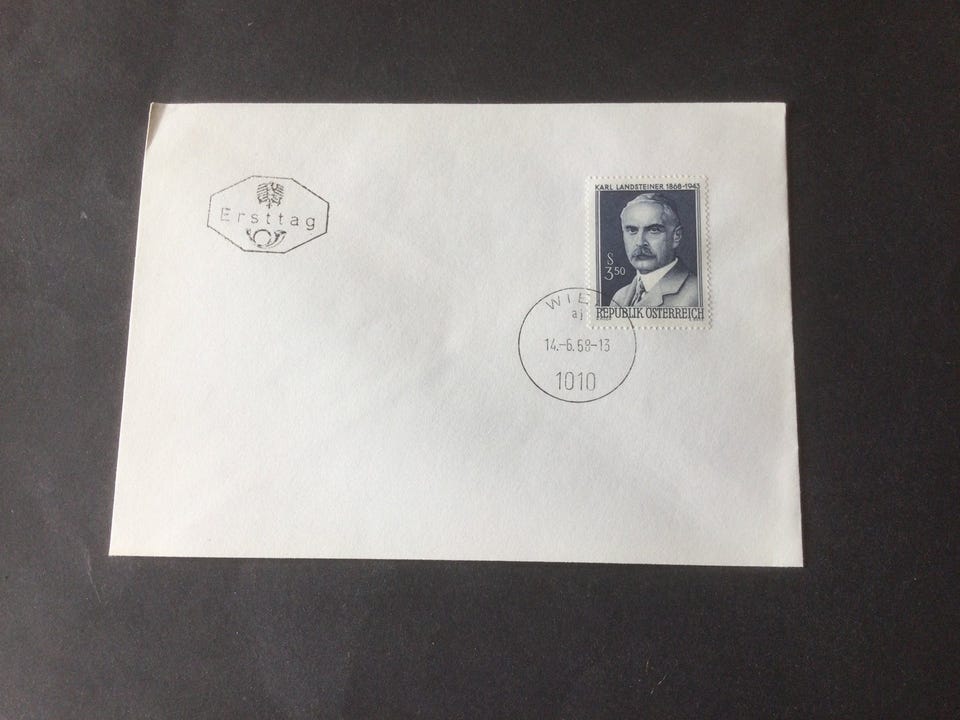 Ersttag
KARL LANDSTEINER 1868-1943
S
3 50
REPUBLIK ÖSTERREICH
WIE
aj
14.-6.68-13
1010